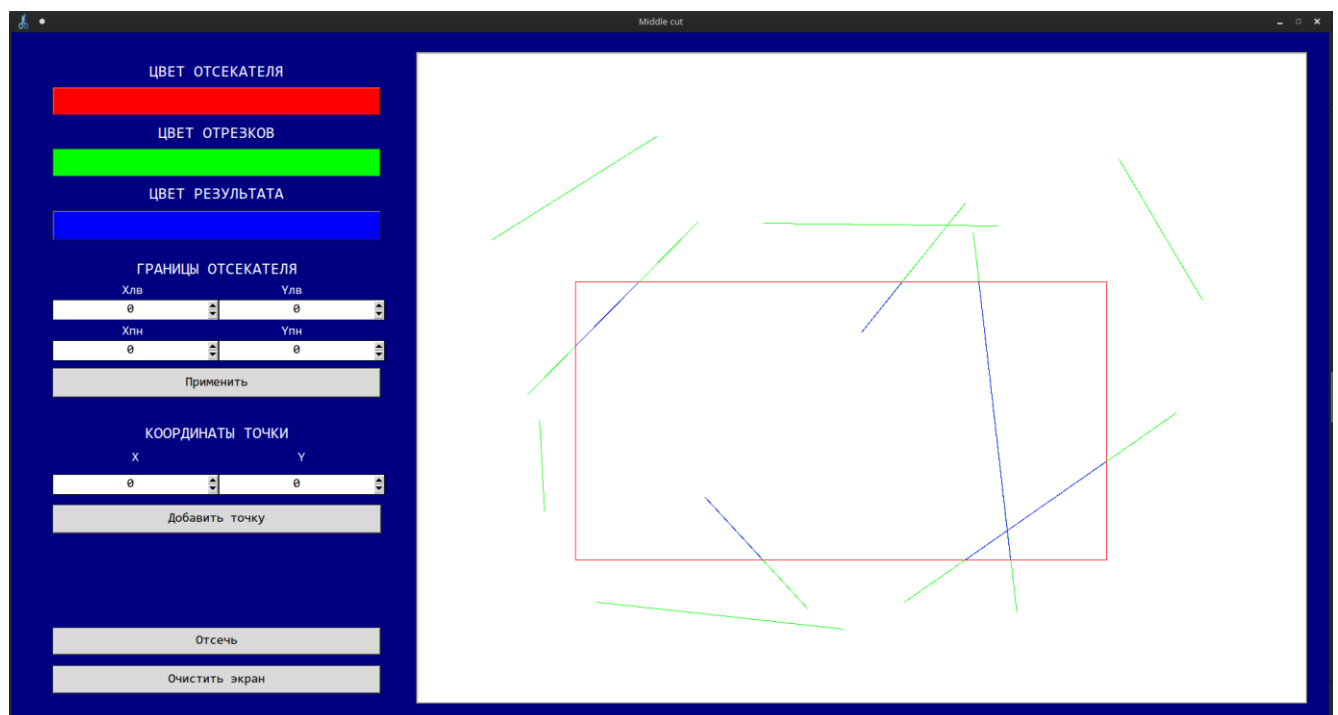 Middle cut
ЦВЕТ ОТСЕКАТЕЛЯ
ЦВЕТ ОТРЕЗКОВ
ЦВЕТ РЕЗУЛЬТАТА
ГРАНИЦЫ ОТСЕКАТЕЛЯ
Xлв Yлв
0 0
Xпн Yпн
0 0
Применить
КООРДИНАТЫ ТОЧКИ
X Y
0 0
Добавить точку
Отсечь
Очистить экран